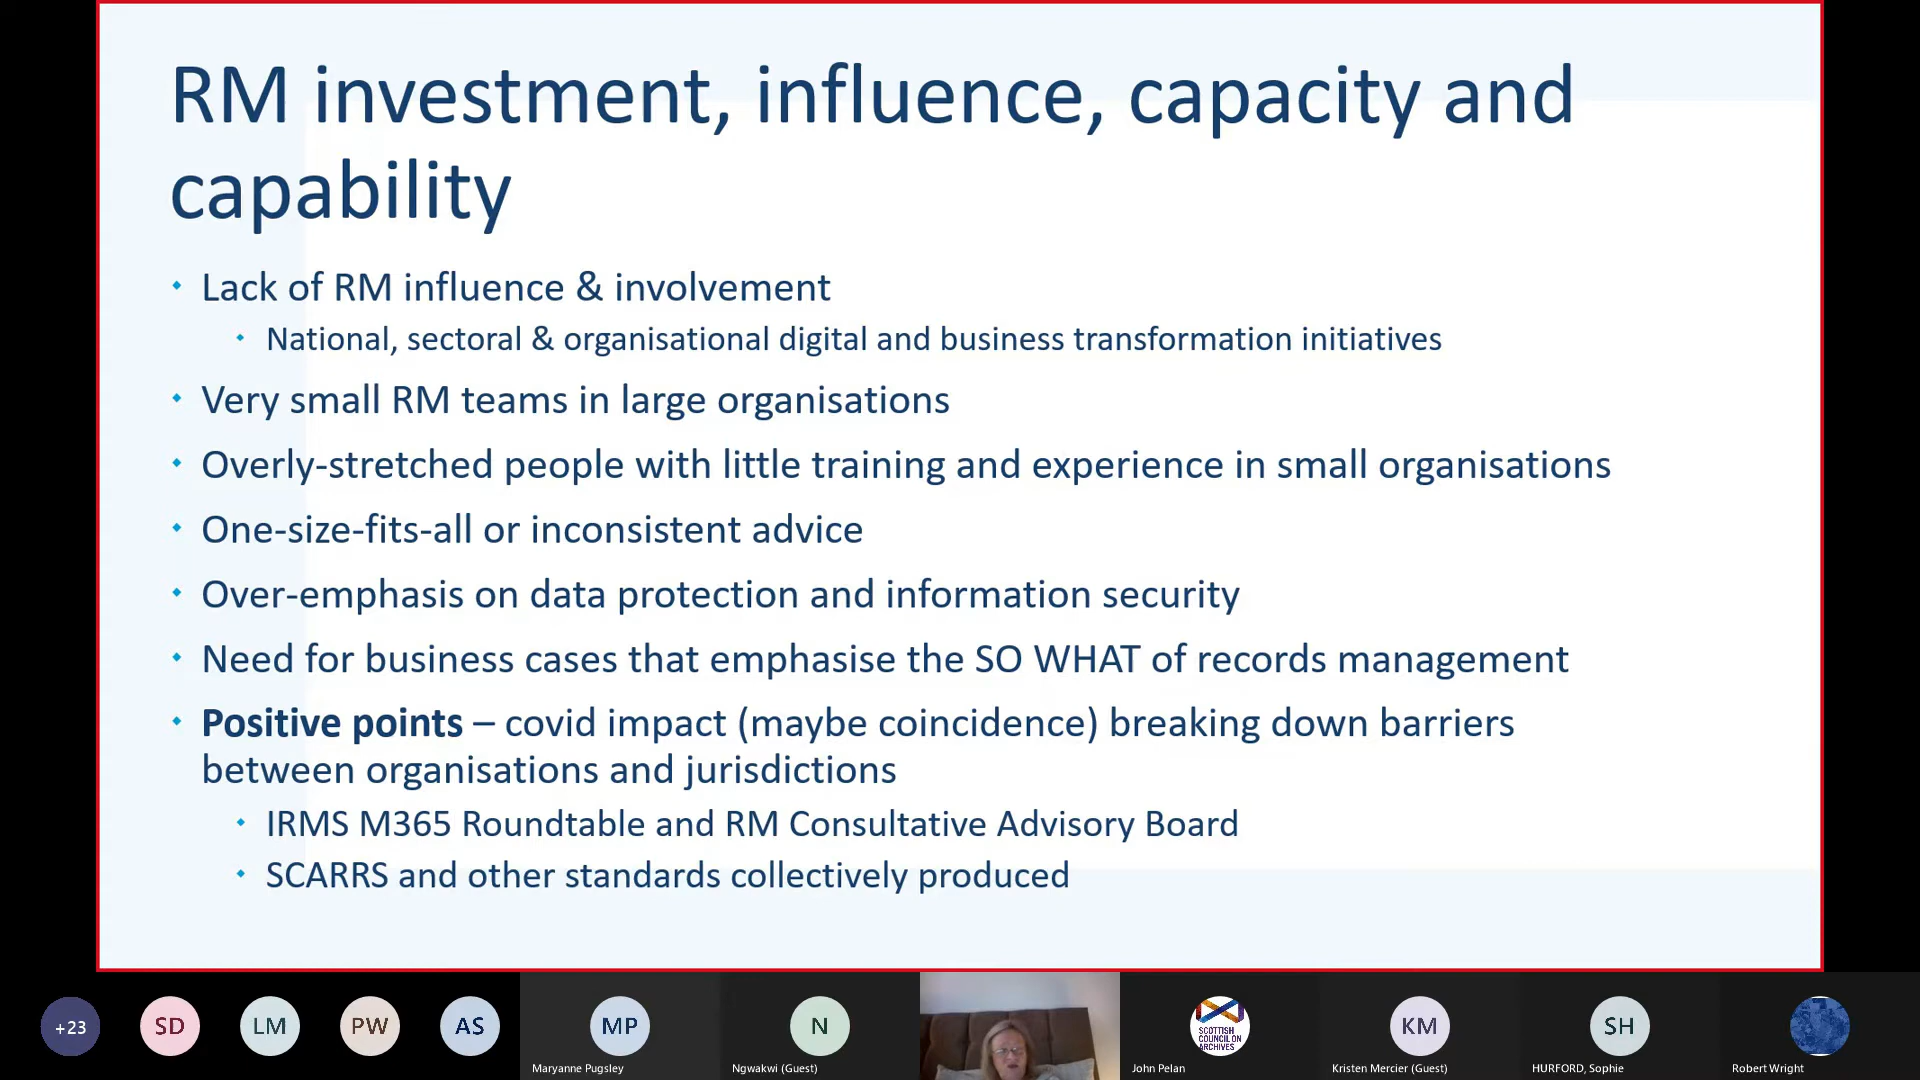 RM investment, influence, capacity and
capability
Lack of RM influence & involvement
National, sectoral & organisational digital and business transformation initiatives
Very small RM teams in large organisations
Overly-stretched people with little training and experience in small organisations
One-size-fits-all or inconsistent advice
Over-emphasis on data protection and information security
Need for business cases that emphasise the SO WHAT of records management
Positive points – covid impact (maybe coincidence) breaking down barriers
between organisations and jurisdictions
IRMS M365 Roundtable and RM Consultative Advisory Board
SCARRS and other standards collectively produced
+23
SD
LM
PW
AS
MP
Maryanne Pugsley
N
Ngwakwi (Guest)
SCOTTISH
COUNCIL ON
ARCHIVES
John Pelan
KM
Kristen Mercier (Guest)
SH
HURFORD, Sophie
Robert Wright